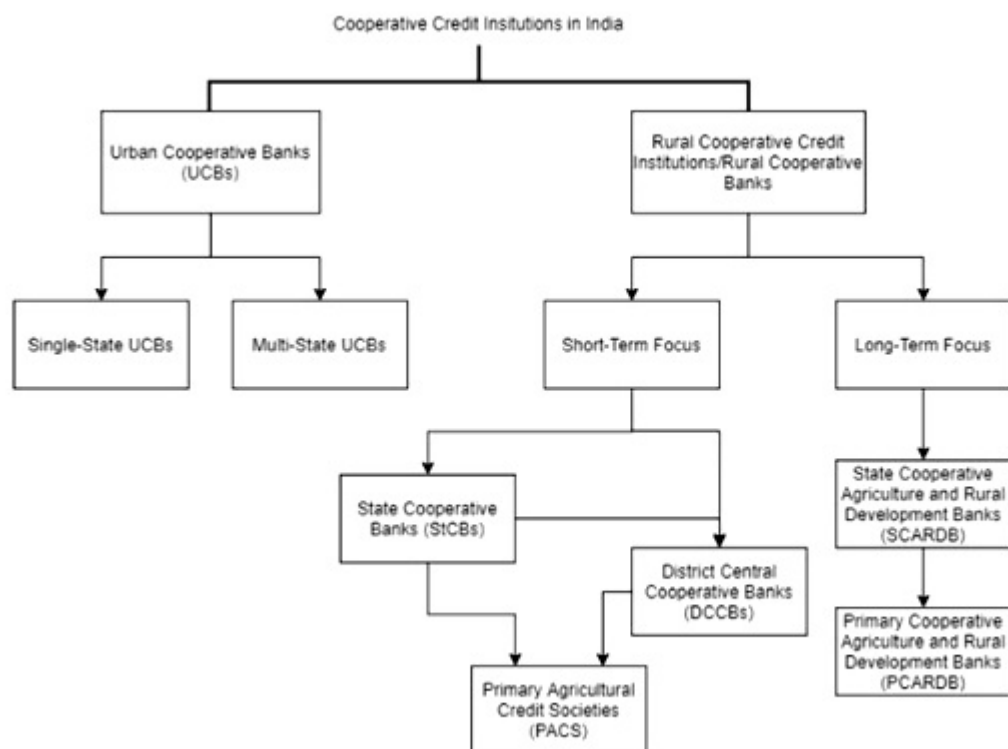 Cooperative Credit Insitutions in India
Urban Cooperative Banks
(UCBs)
Rural Cooperative Credit
Institutions/Rural Cooperative
Banks
Single-State UCBs
Multi-State UCBs
Short-Term Focus
Long-Term Focus
State Cooperative
Banks (StCBs)
State Cooperative
Agriculture and Rural
Development Banks
(SCARDB)
District Central
Cooperative Banks
(DCCBs)
Primary Cooperative
Agriculture and Rural
Development Banks
(PCARDB)
Primary Agricultural
Credit Societies
(PACS)